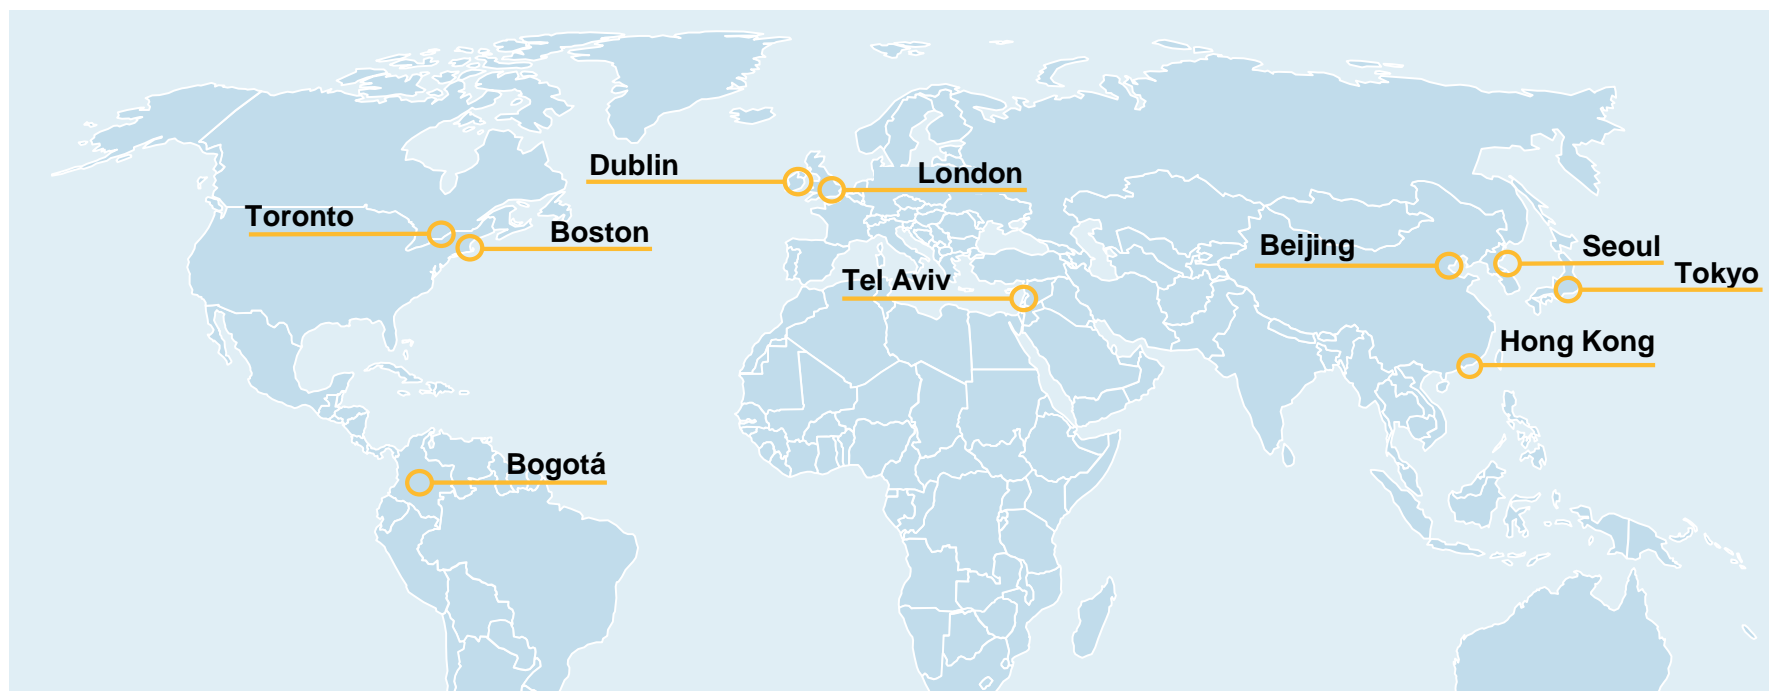 Dublin
London
Toronto
Boston
Beijing
Seoul
Tel Aviv
Tokyo
Hong Kong
Bogotá